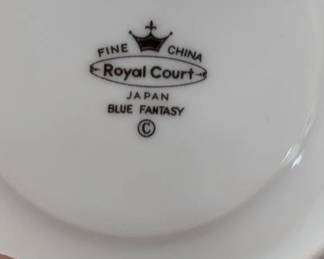 FINE CHINA
Royal Court
JAPAN
BLUE FANTASY
©